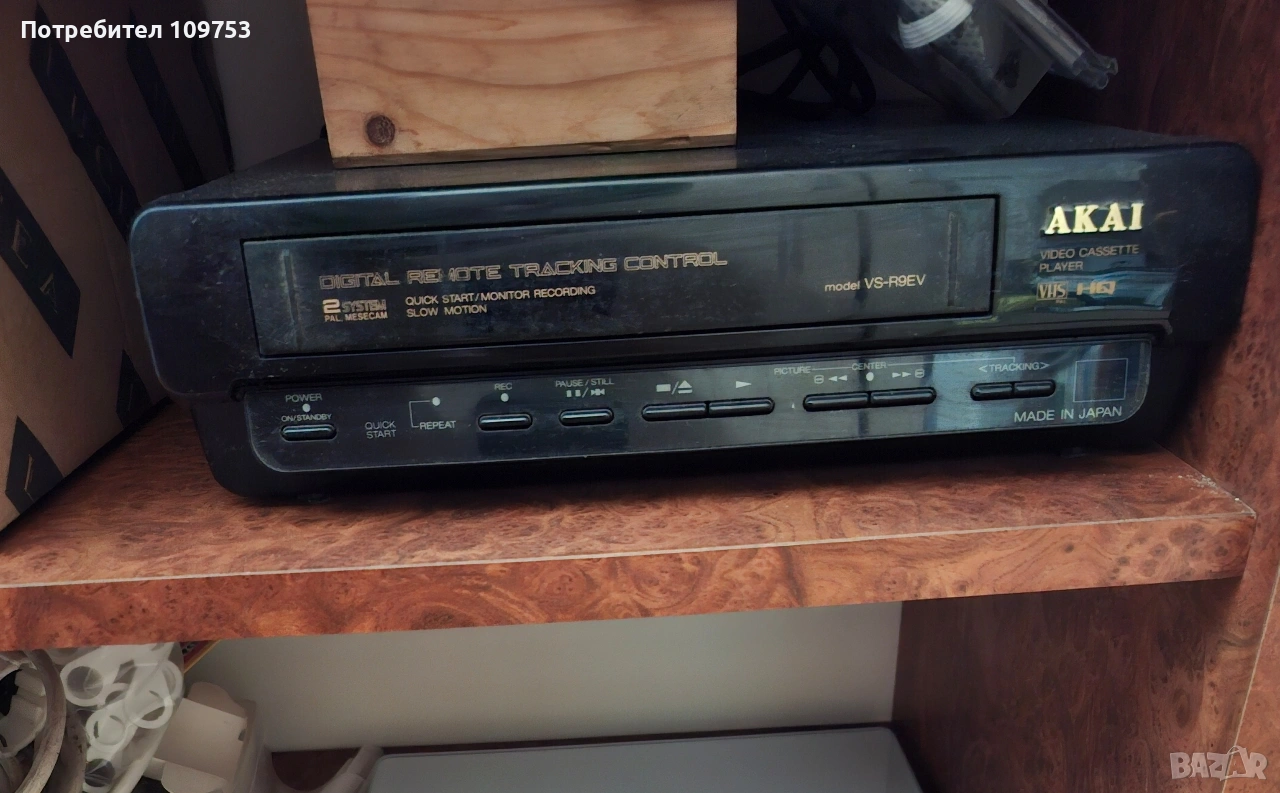 Потребител 109753
AKAI
VIDEO CASSETTE
PLAYER
VHS HQ
DIGITAL REMOTE TRACKING CONTROL
2 SYSTEM
PAL. MESECAM
QUICK START/MONITOR RECORDING
SLOW MOTION
model VS-R9EV
POWER
ON/STANDBY
QUICK
START
REPEAT
REC
PAUSE/STILL
PICTURE
CENTER
<TRACKING>
MADE IN JAPAN
BAZAR